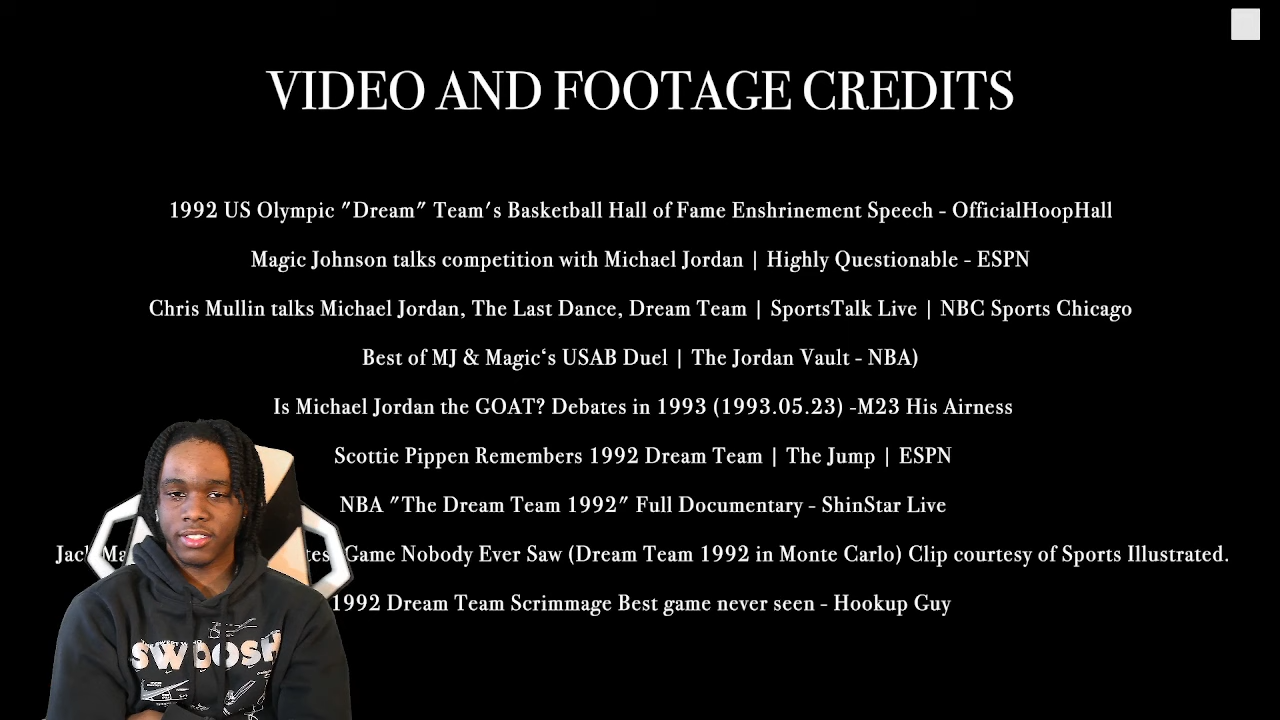 VIDEO AND FOOTAGE CREDITS
1992 US Olympic "Dream" Team's Basketball Hall of Fame Enshrinement Speech - OfficialHoopHall
Magic Johnson talks competition with Michael Jordan | Highly Questionable - ESPN
Chris Mullin talks Michael Jordan, The Last Dance, Dream Team | SportsTalk Live | NBC Sports Chicago
Best of MJ & Magic‘s USAB Duel | The Jordan Vault - NBA)
Is Michael Jordan the GOAT? Debates in 1993 (1993.05.23) -M23 His Airness
Scottie Pippen Remembers 1992 Dream Team | The Jump | ESPN
NBA "The Dream Team 1992" Full Documentary - ShinStar Live
Game Nobody Ever Saw (Dream Team 1992 in Monte Carlo) Clip courtesy of Sports Illustrated.
1992 Dream Team Scrimmage Best game never seen - Hookup Guy
SWOOSH